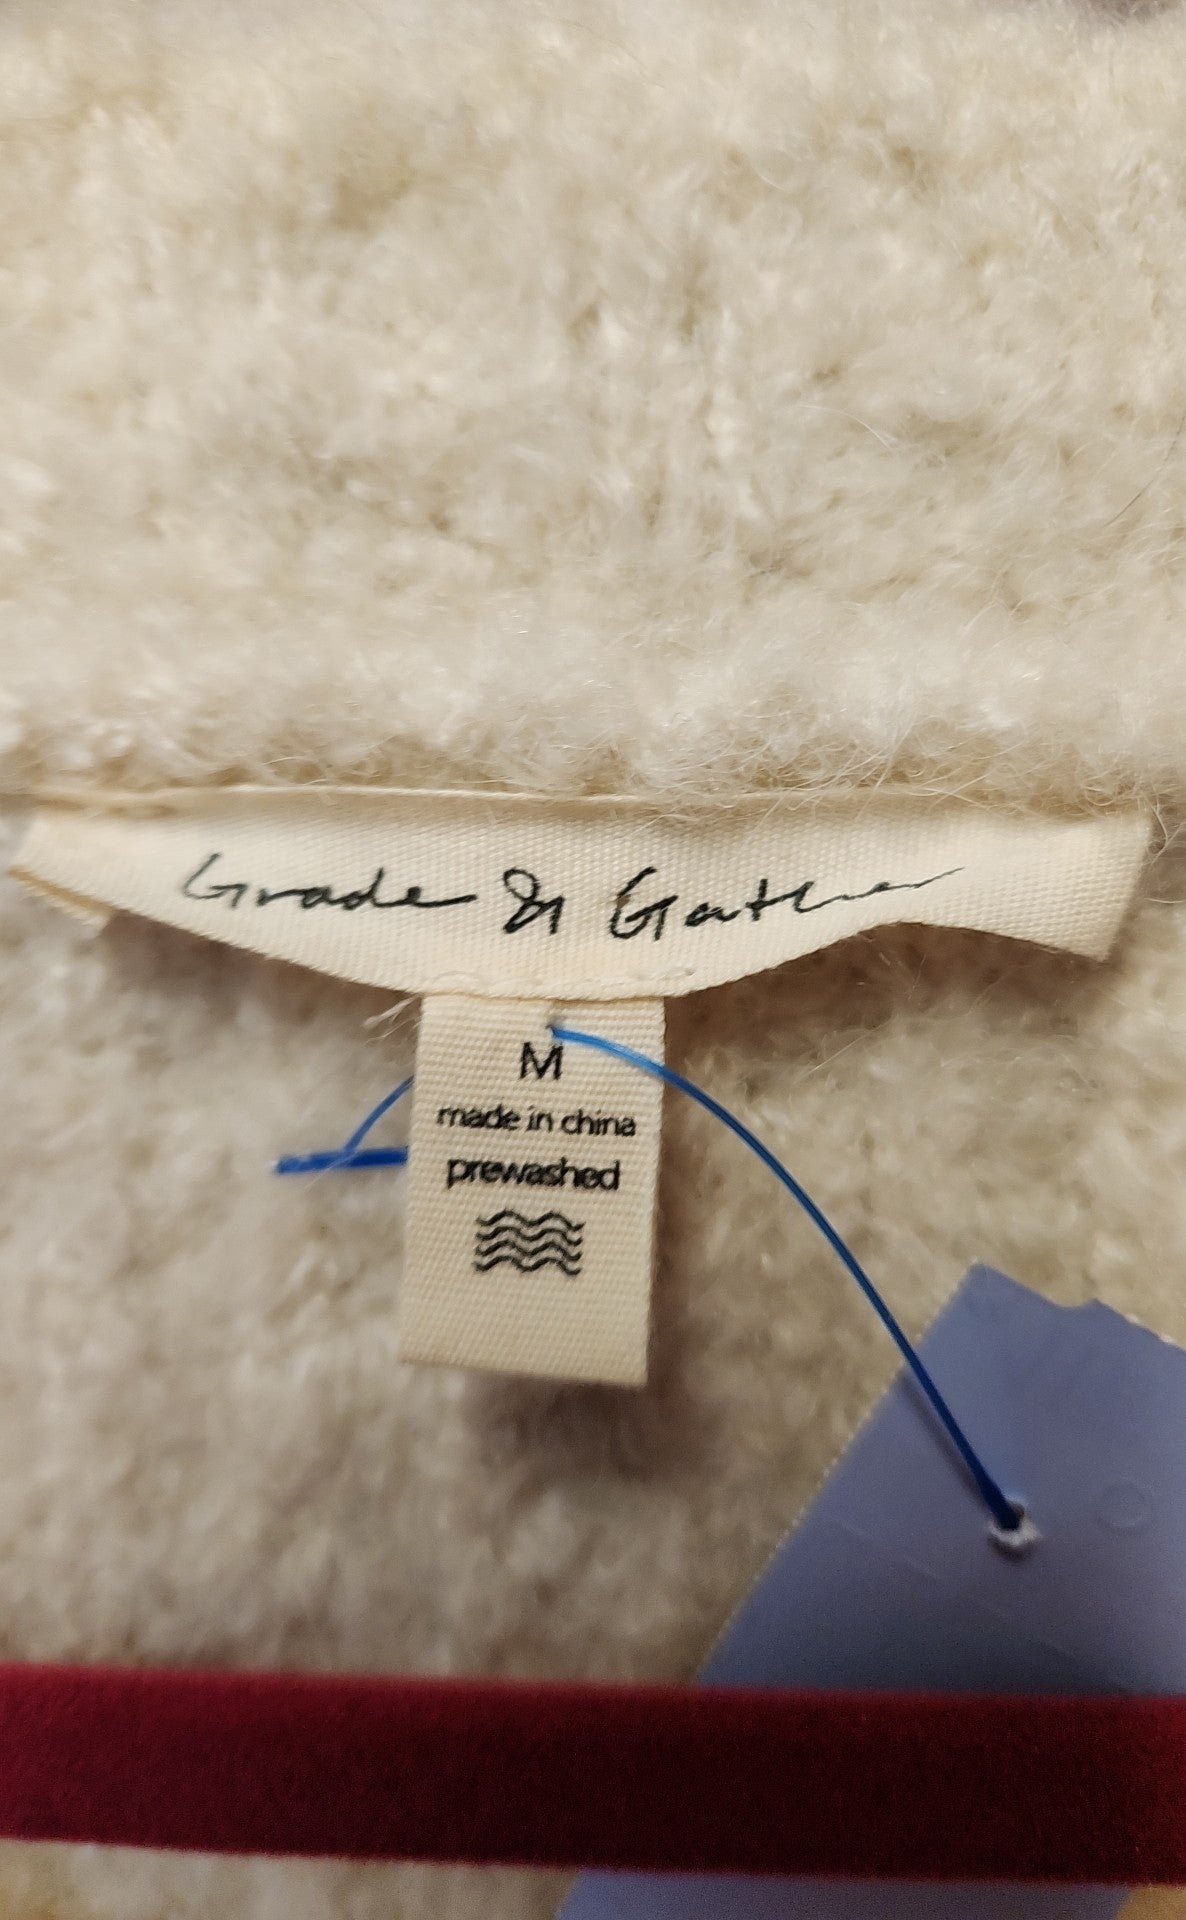 Grade & Gather
M
made in china
prewashed